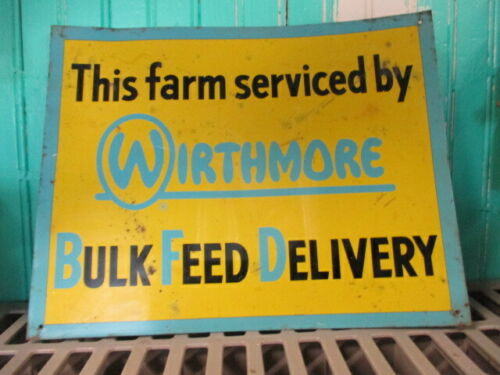 This farm serviced by
WIRTHMORE
BULK FEED DELIVERY